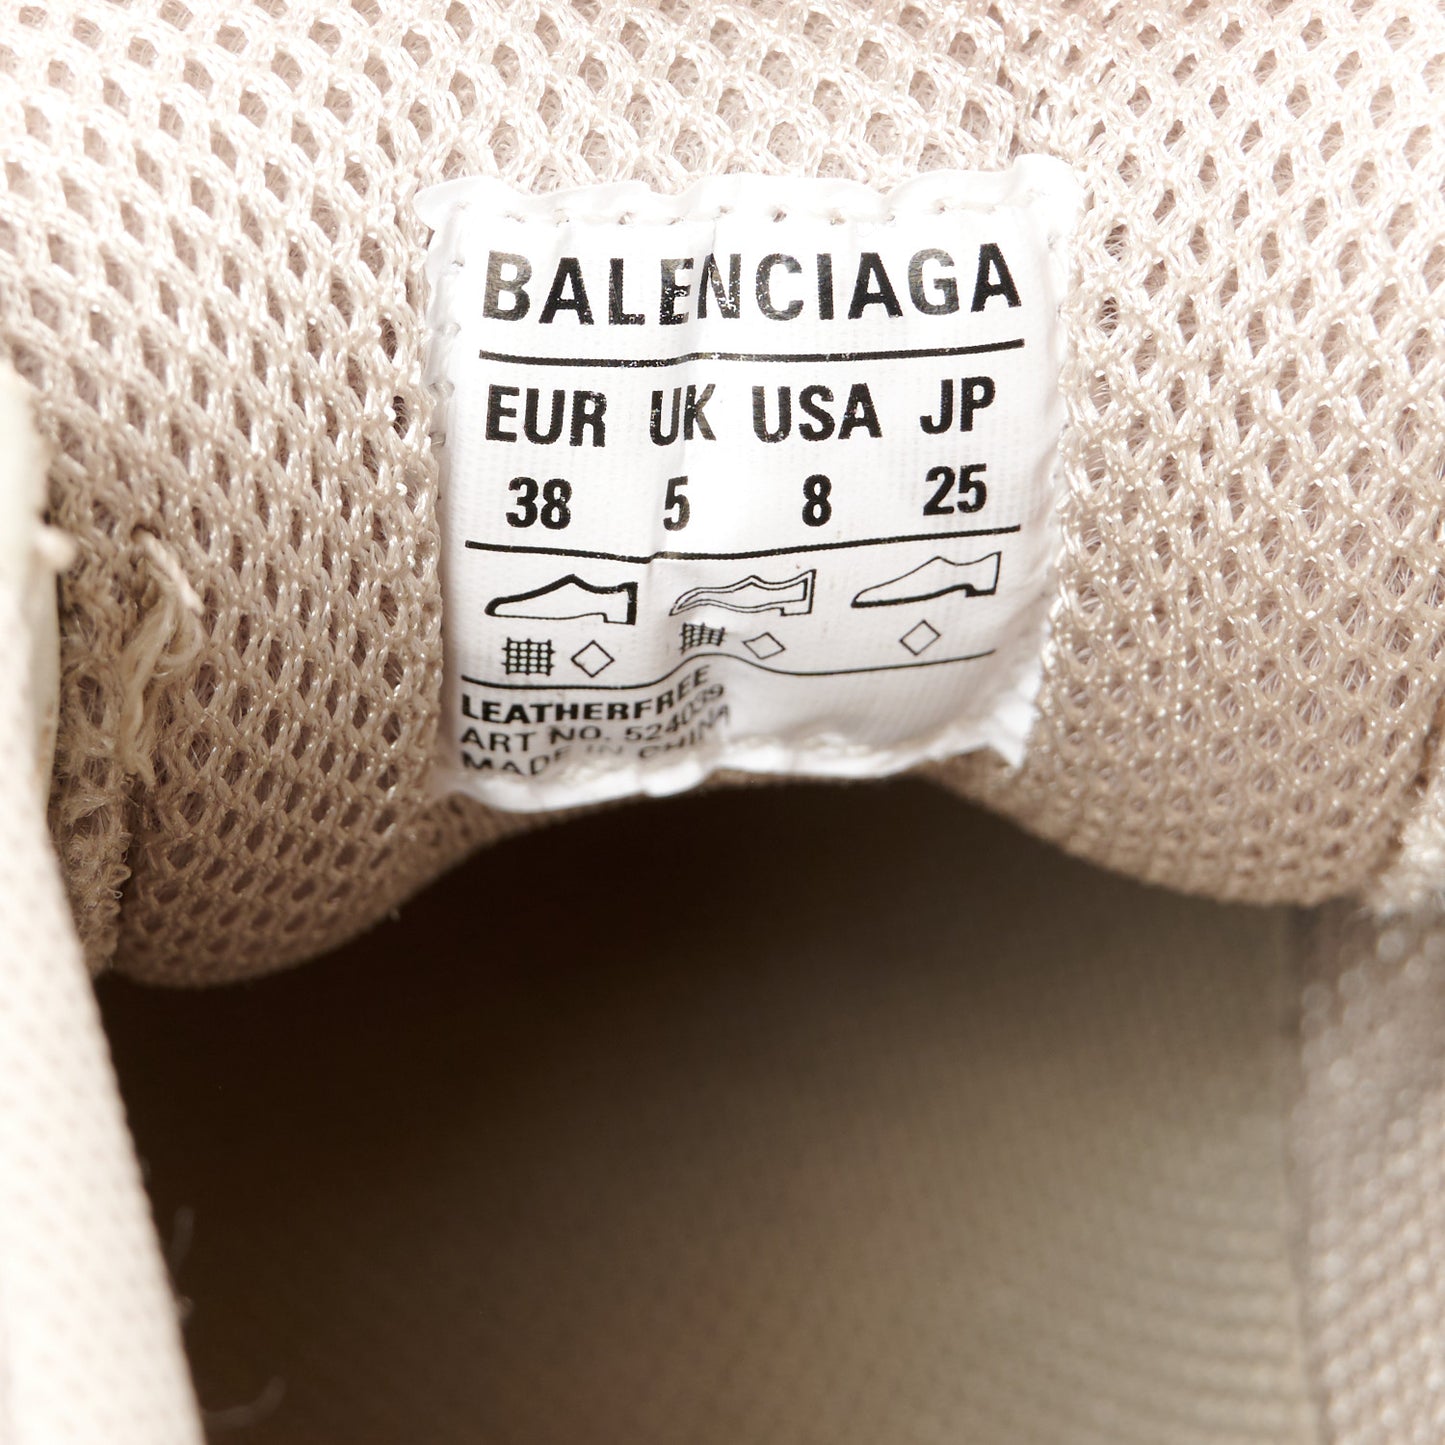 BALENCIAGA
EUR UK USA JP
38 5 8 25
LEATHERFREE
ART NO. 524039
MADE IN CHINA